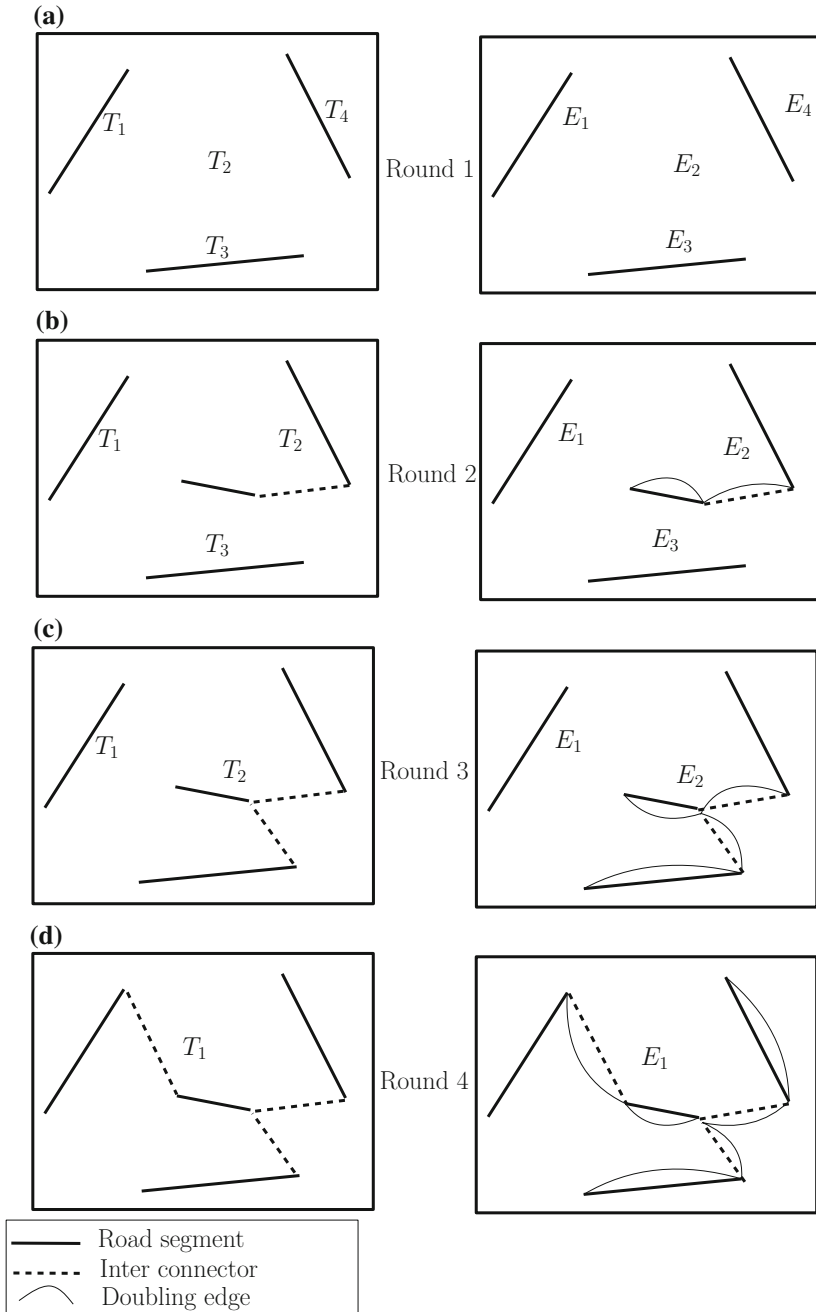 (a)
T₁
T₄
T₂
T₃
Round 1
E₁
E₄
E₂
E₃
(b)
T₁
T₂
T₃
Round 2
E₁
E₂
E₃
(c)
T₁
T₂
Round 3
E₁
E₂
(d)
T₁
Round 4
E₁
Road segment
Inter connector
Doubling edge